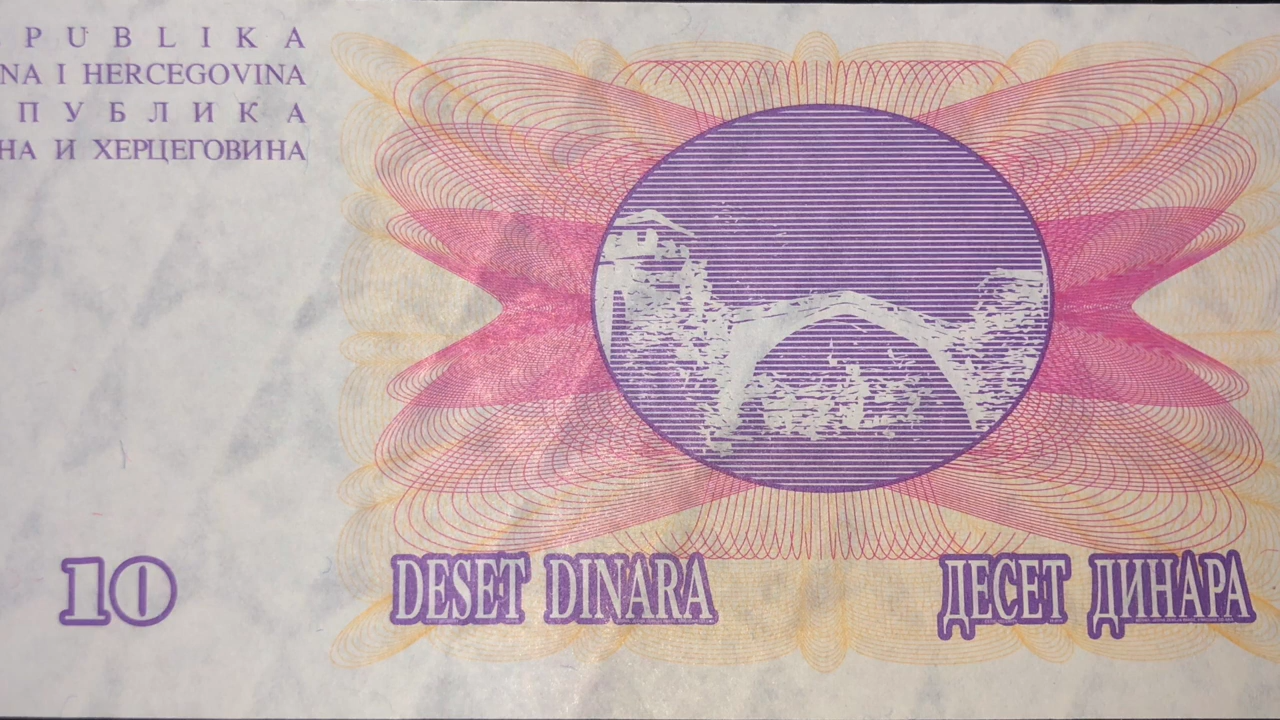 PUBLIKA
NA I HERCEGOVINA
ПУБЛИКА
НА И ХЕРЦЕГОВИНА
10
DESET DINARA
ДЕСЕТ ДИНАРА